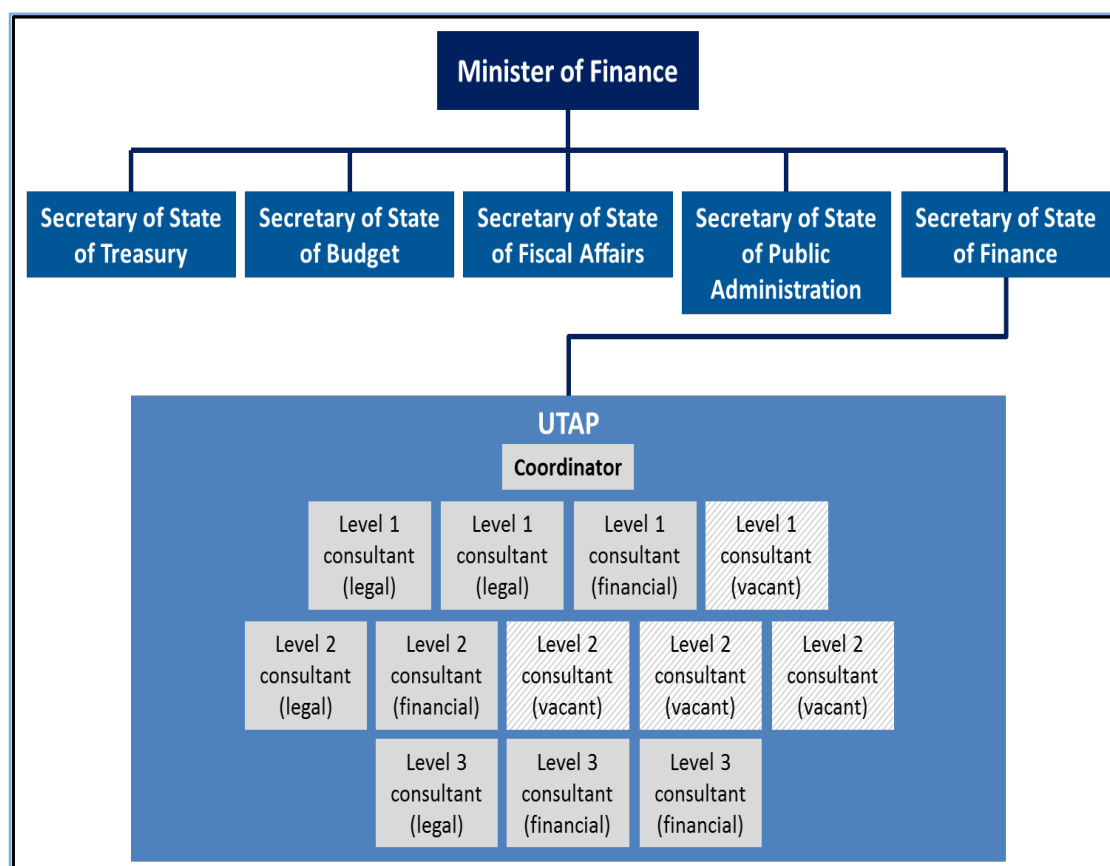 Minister of Finance
Secretary of State
of Treasury
Secretary of State
of Budget
Secretary of State
of Fiscal Affairs
Secretary of State
of Public
Administration
Secretary of State
of Finance
UTAP
Coordinator
Level 1
consultant
(legal)
Level 1
consultant
(legal)
Level 1
consultant
(financial)
Level 1
consultant
(vacant)
Level 2
consultant
(legal)
Level 2
consultant
(financial)
Level 2
consultant
(vacant)
Level 2
consultant
(vacant)
Level 2
consultant
(vacant)
Level 3
consultant
(legal)
Level 3
consultant
(financial)
Level 3
consultant
(financial)